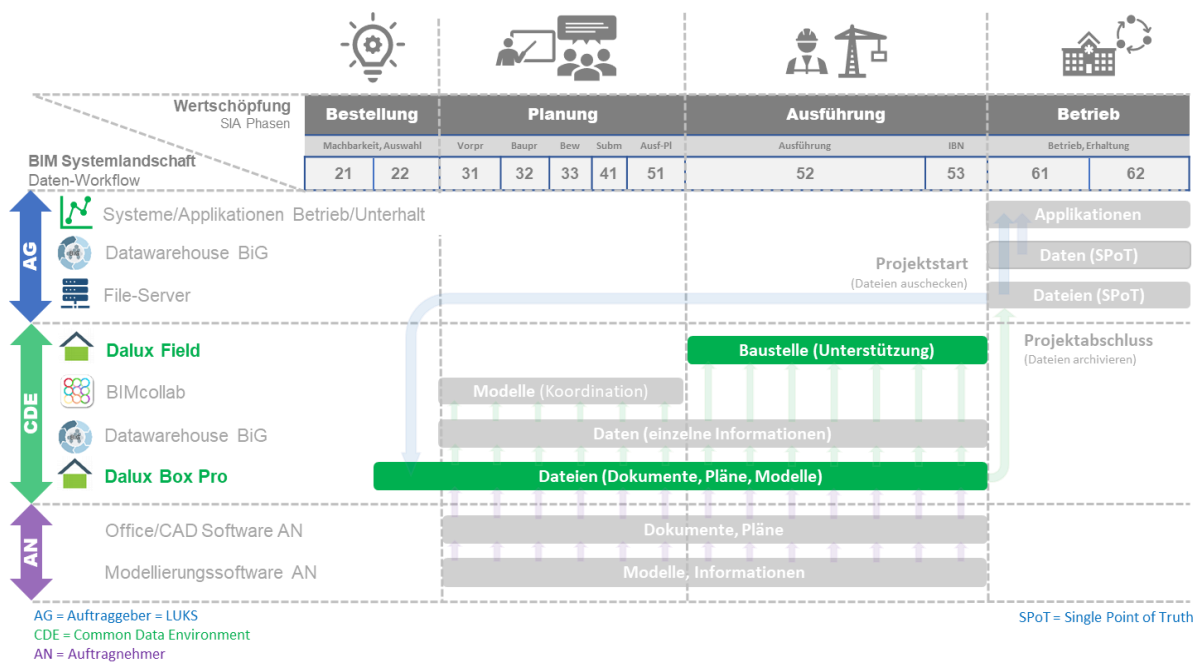 Wertschöpfung
SIA Phasen
BIM Systemlandschaft
Daten-Workflow
Bestellung Planung Ausführung Betrieb
Machbarkeit, Auswahl Vorpr Baupr Bew Subm Ausf-Pl Ausführung IBN Betrieb, Erhaltung
21 22 31 32 33 41 51 52 53 61 62
AG
Systeme/Applikationen Betrieb/Unterhalt Applikationen
Datawarehouse BiG Daten (SPoT)
Projektstart
(Dateien auschecken)
File-Server Dateien (SPoT)
CDE
Dalux Field Baustelle (Unterstützung)
Projektabschluss
(Dateien archivieren)
BIMcollab Modelle (Koordination)
Datawarehouse BiG Daten (einzelne Informationen)
Dalux Box Pro Dateien (Dokumente, Pläne, Modelle)
AN
Office/CAD Software AN Dokumente, Pläne
Modellierungssoftware AN Modelle, Informationen
AG = Auftraggeber = LUKS
CDE = Common Data Environment
AN = Auftragnehmer
SPoT = Single Point of Truth